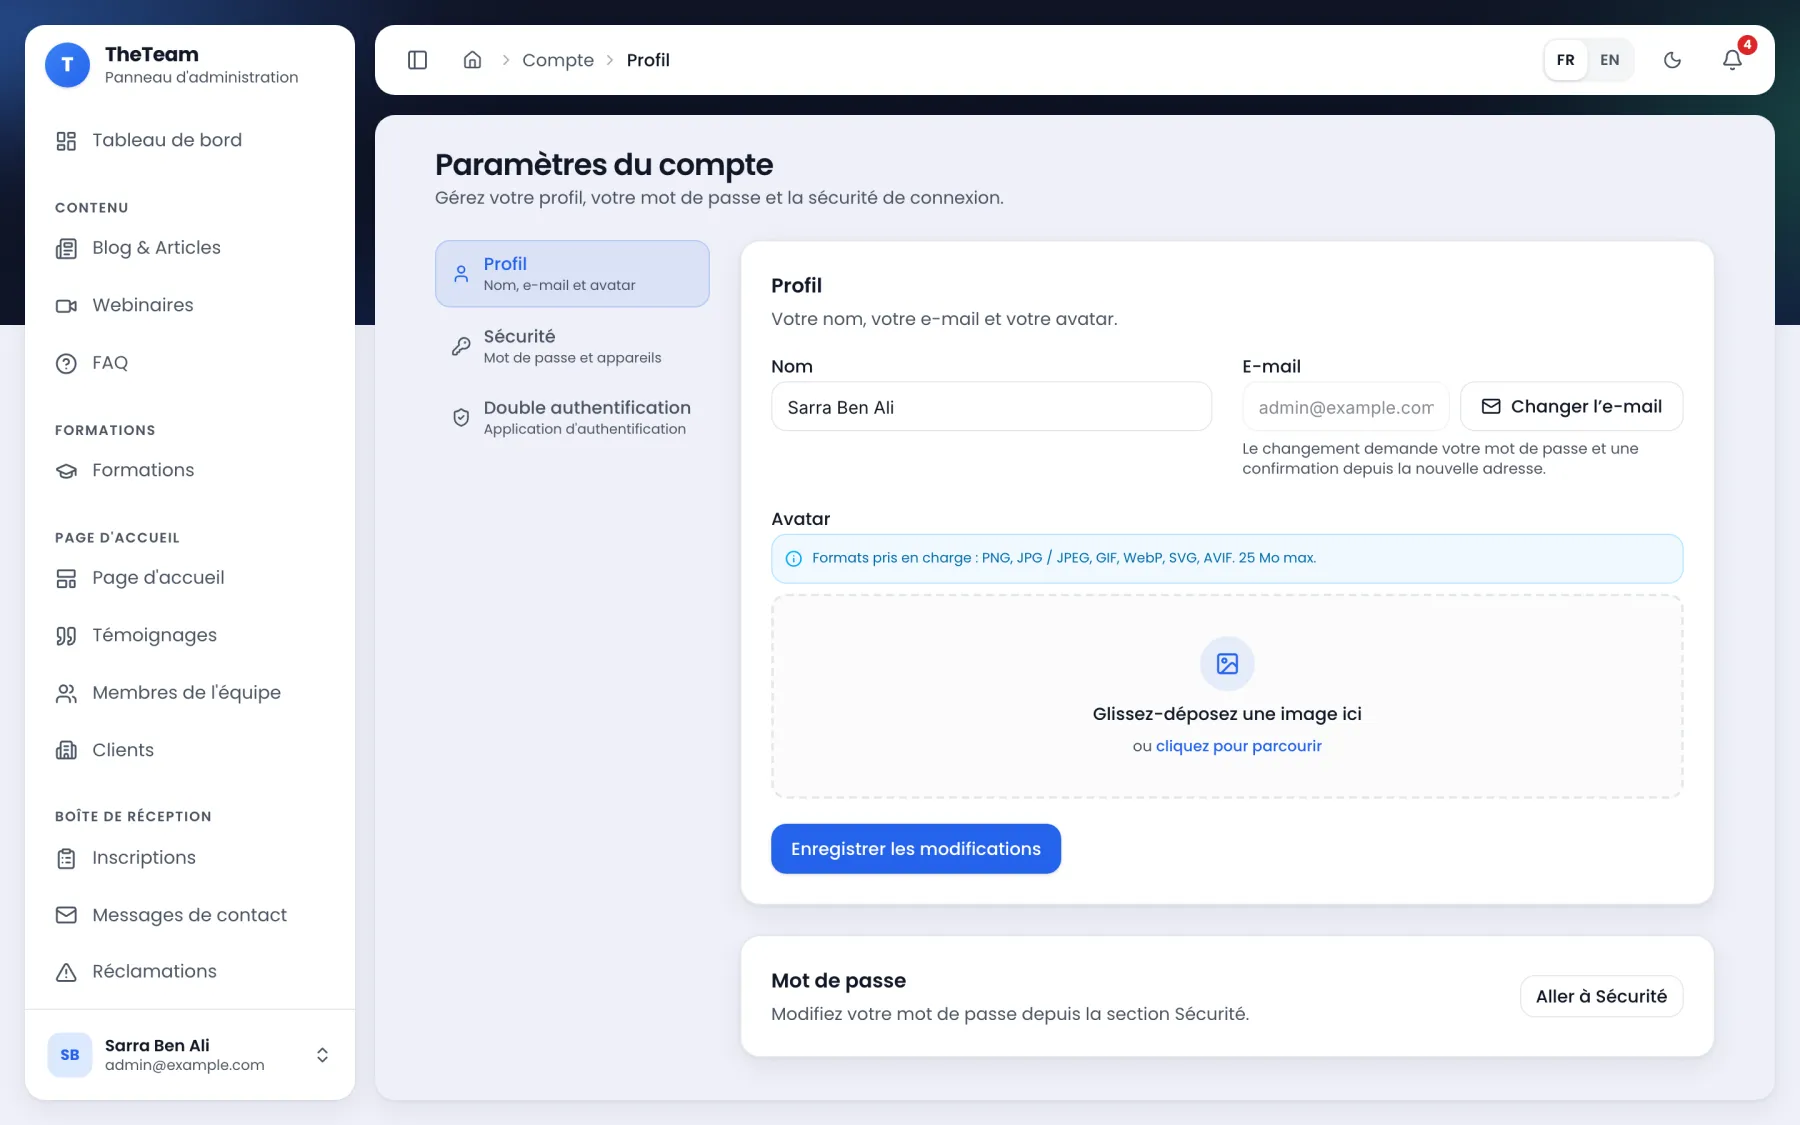 T
TheTeam
Panneau d'administration
Tableau de bord
CONTENU
Blog & Articles
Webinaires
FAQ
FORMATIONS
Formations
PAGE D'ACCUEIL
Page d'accueil
Témoignages
Membres de l'équipe
Clients
BOÎTE DE RÉCEPTION
Inscriptions
Messages de contact
Réclamations
SB
Sarra Ben Ali
admin@example.com
Compte
Profil
FR
EN
4
Paramètres du compte
Gérez votre profil, votre mot de passe et la sécurité de connexion.
Profil
Nom, e-mail et avatar
Sécurité
Mot de passe et appareils
Double authentification
Application d'authentification
Profil
Votre nom, votre e-mail et votre avatar.
Nom
Sarra Ben Ali
E-mail
admin@example.com
Changer l’e-mail
Le changement demande votre mot de passe et une
confirmation depuis la nouvelle adresse.
Avatar
Formats pris en charge : PNG, JPG / JPEG, GIF, WebP, SVG, AVIF. 25 Mo max.
Glissez-déposez une image ici
ou cliquez pour parcourir
Enregistrer les modifications
Mot de passe
Modifiez votre mot de passe depuis la section Sécurité.
Aller à Sécurité